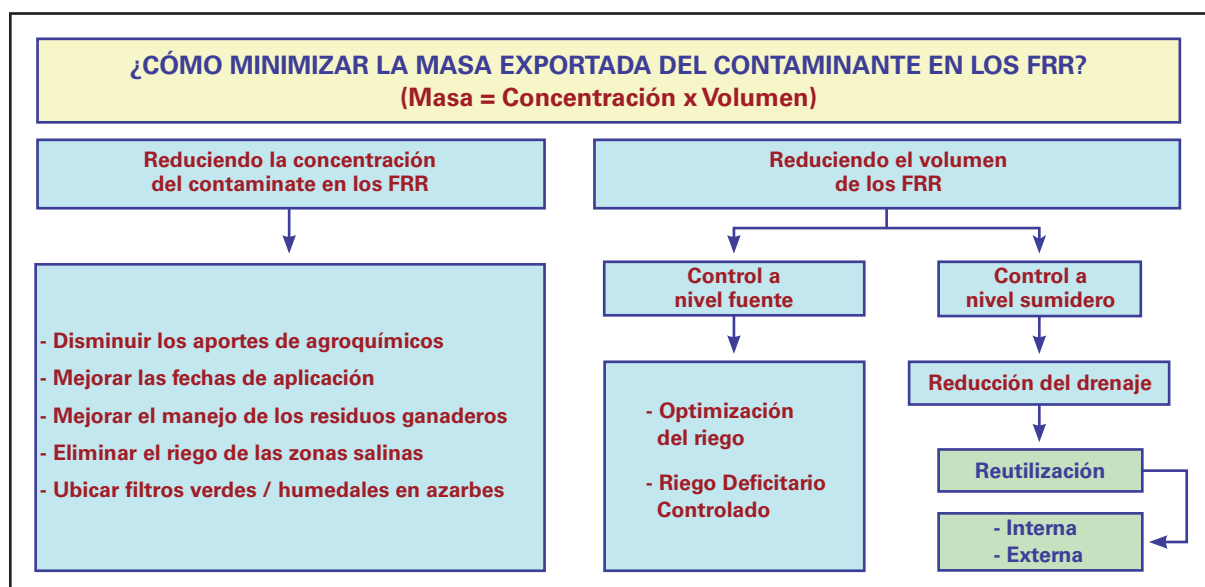 ¿CÓMO MINIMIZAR LA MASA EXPORTADA DEL CONTAMINANTE EN LOS FRR?
(Masa = Concentración x Volumen)
Reduciendo la concentración
del contaminate en los FRR
- Disminuir los aportes de agroquímicos
- Mejorar las fechas de aplicación
- Mejorar el manejo de los residuos ganaderos
- Eliminar el riego de las zonas salinas
- Ubicar filtros verdes / humedales en azarbes
Reduciendo el volumen
de los FRR
Control a
nivel fuente
- Optimización
del riego
- Riego Deficitario
Controlado
Control a
nivel sumidero
Reducción del drenaje
Reutilización
- Interna
- Externa